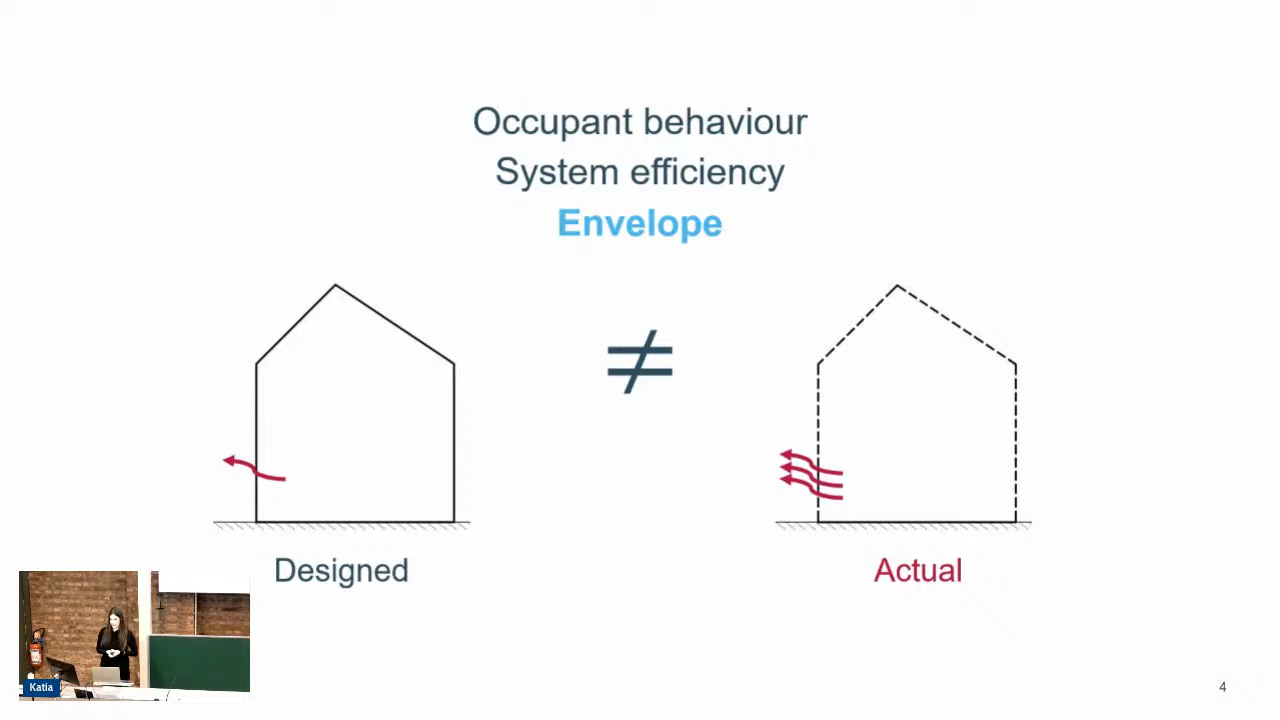 Occupant behaviour
System efficiency
Envelope
≠
Designed
Actual
Katia
4